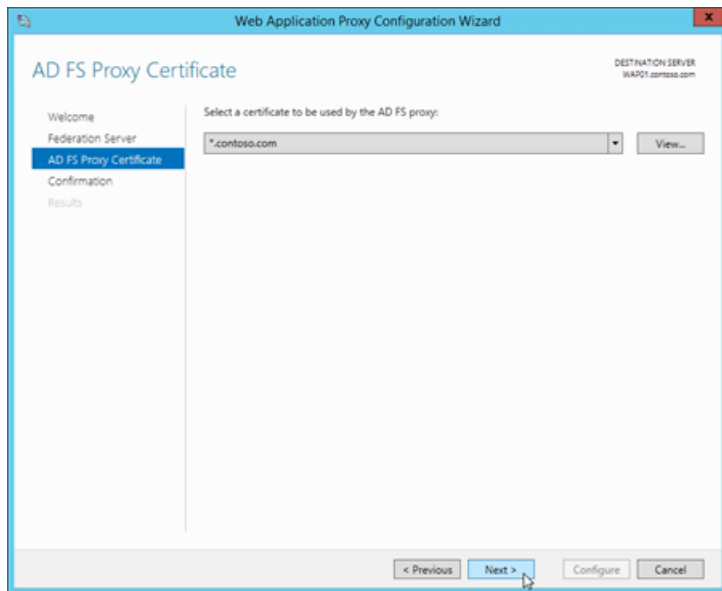 Web Application Proxy Configuration Wizard
x
AD FS Proxy Certificate
DESTINATION SERVER
WAP01.contoso.com
Welcome
Federation Server
AD FS Proxy Certificate
Confirmation
Results
Select a certificate to be used by the AD FS proxy:
*.contoso.com
View...
< Previous
Next >
Configure
Cancel